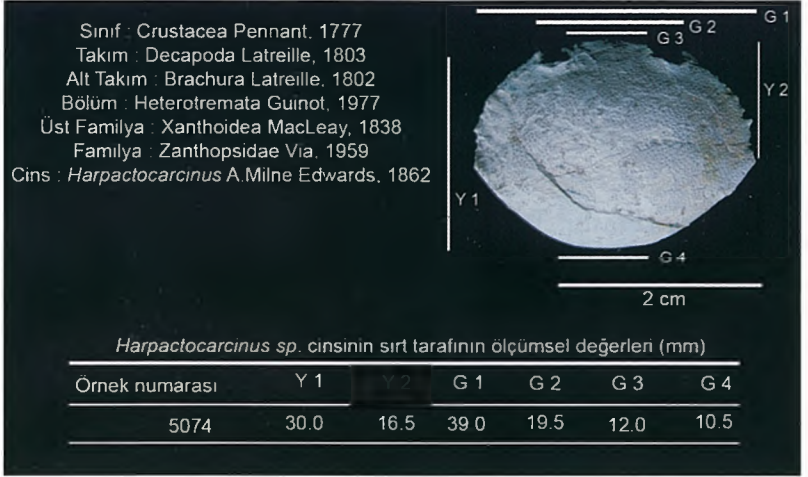 Sınıf : Crustacea Pennant, 1777
Takım : Decapoda Latreille, 1803
Alt Takım : Brachura Latreille, 1802
Bölüm : Heterotremata Guinot, 1977
Üst Familya : Xanthoidea MacLeay, 1838
Familya : Zanthopsidae Via, 1959
Cins : Harpactocarcinus A.Milne Edwards, 1862
G 1
G 2
G 3
Y 2
Y 1
G 4
2 cm
Harpactocarcinus sp. cinsinin sırt tarafının ölçümsel değerleri (mm)
Örnek numarası Y 1 Y 2 G 1 G 2 G 3 G 4
5074 30.0 16.5 39 0 19.5 12.0 10.5